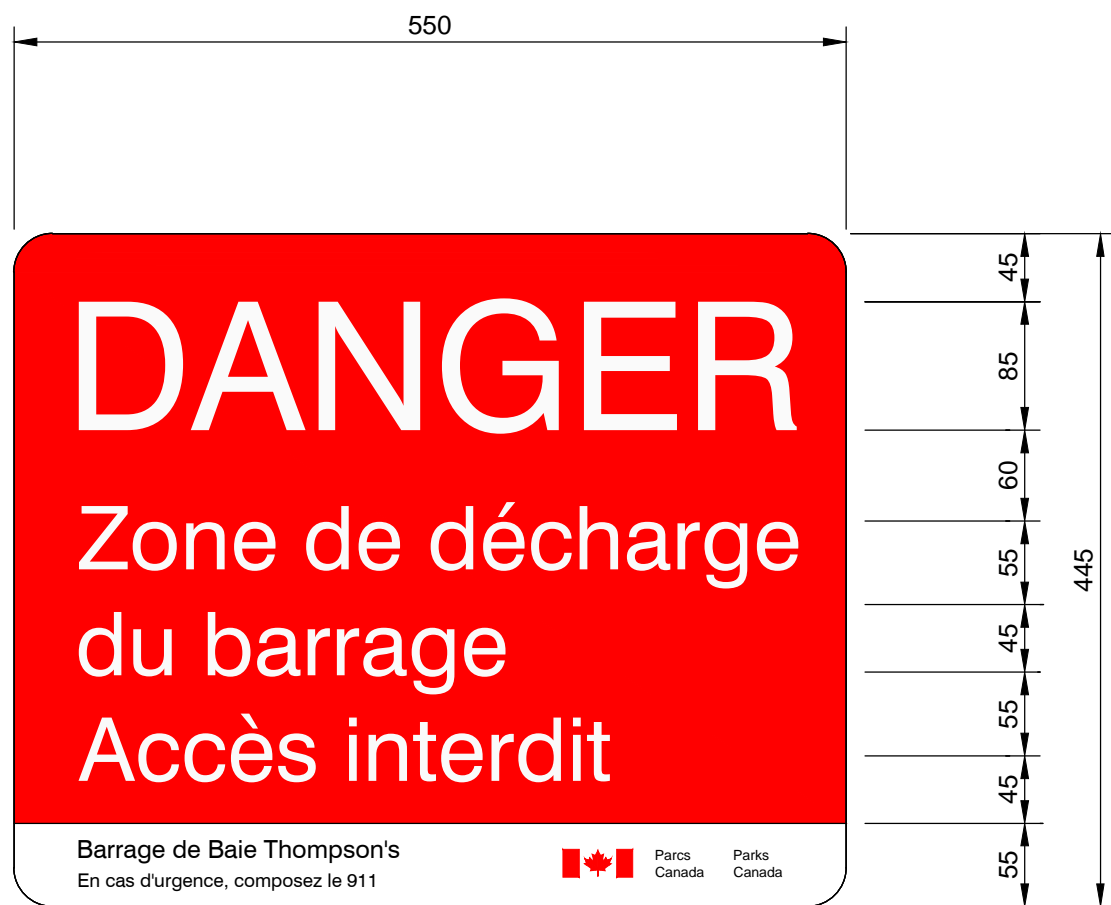 550
DANGER
Zone de décharge
du barrage
Accès interdit
Barrage de Baie Thompson's
En cas d'urgence, composez le 911
Parcs
Canada
Parks
Canada
45
85
60
55
45
55
45
55
445